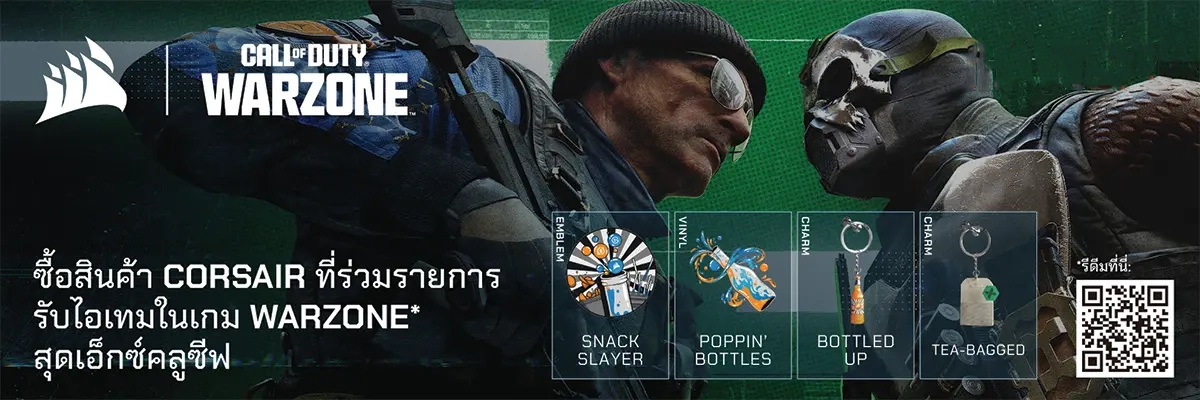 CALL OF DUTY
WARZONE™
ซื้อสินค้า CORSAIR ที่ร่วมรายการ
รับไอเทมในเกม WARZONE*
สุดเอ็กซ์คลูซีฟ
EMBLEM
SNACK
SLAYER
VINYL
POPPIN'
BOTTLES
CHARM
BOTTLED
UP
CHARM
TEA-BAGGED
*รีดีมที่นี่: